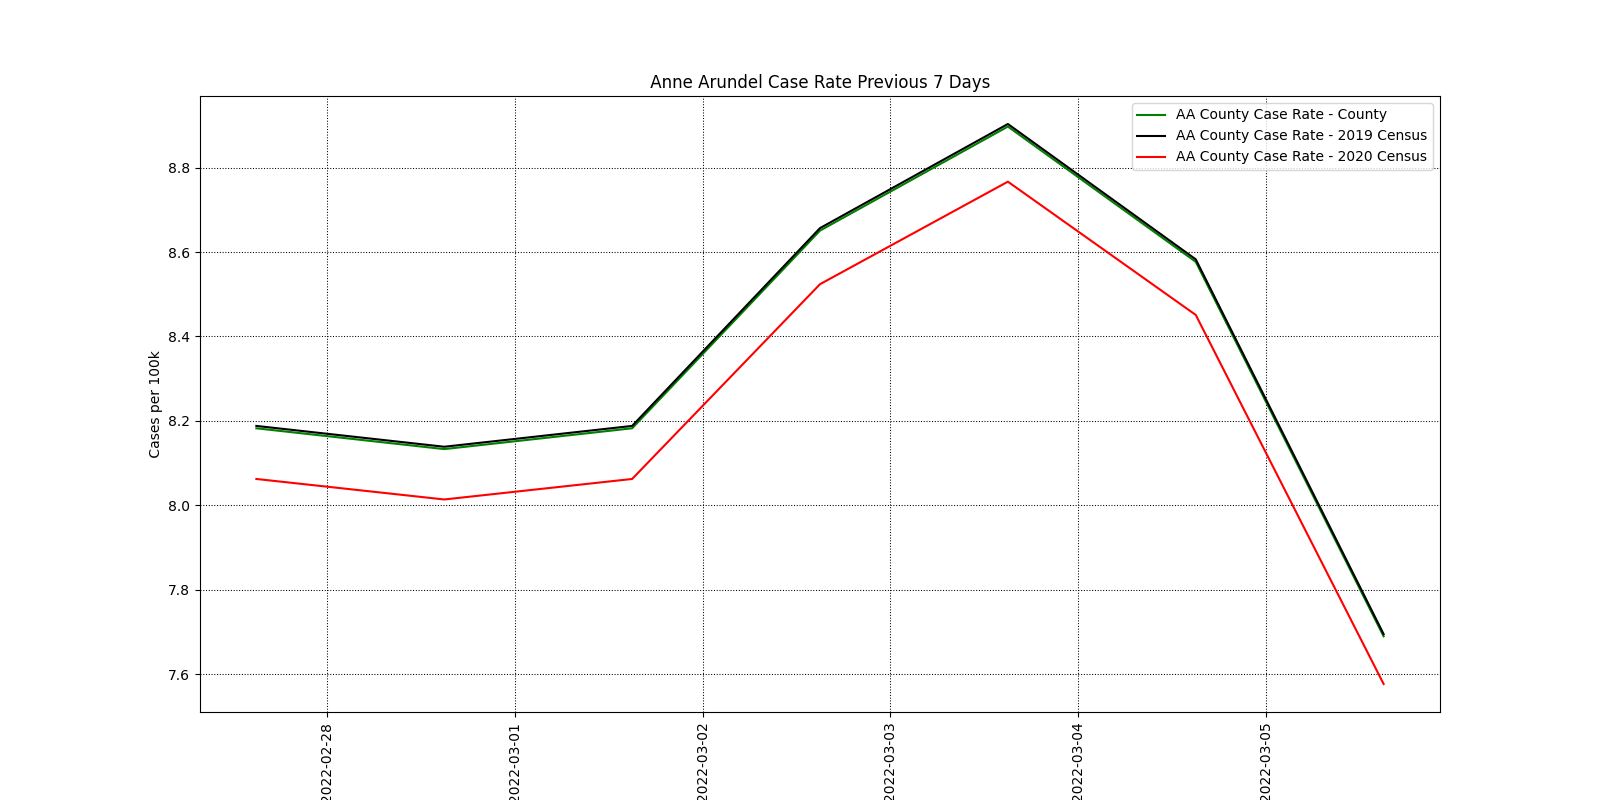 Anne Arundel Case Rate Previous 7 Days
AA County Case Rate - County
AA County Case Rate - 2019 Census
AA County Case Rate - 2020 Census
Cases per 100k
8.8
8.6
8.4
8.2
8.0
7.8
7.6
2022-02-28
2022-03-01
2022-03-02
2022-03-03
2022-03-04
2022-03-05